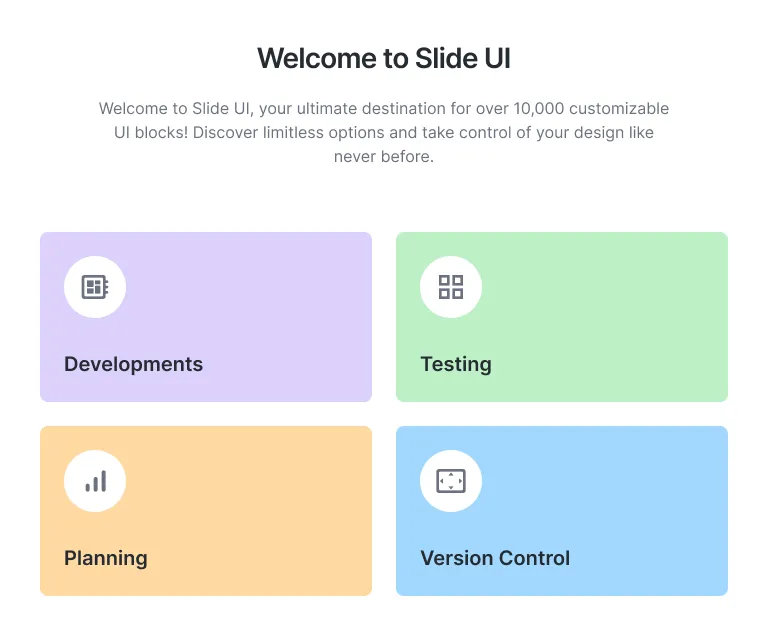 Welcome to Slide UI
Welcome to Slide UI, your ultimate destination for over 10,000 customizable
UI blocks! Discover limitless options and take control of your design like
never before.
Developments
Testing
Planning
Version Control